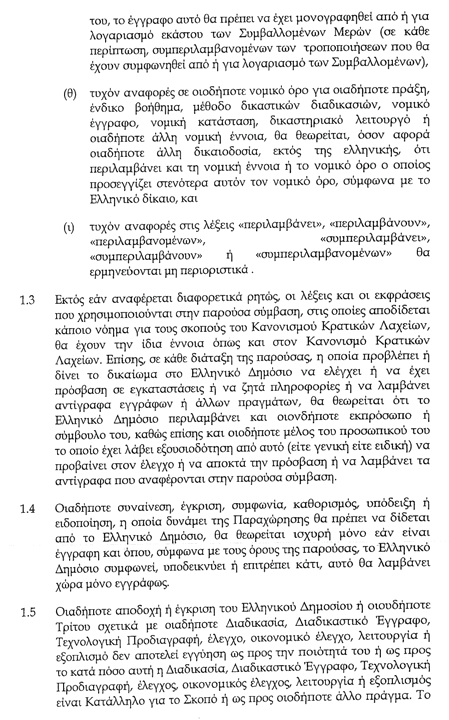 του, το έγγραφο αυτό θα πρέπει να έχει μονογραφηθεί από ή για
λογαριασμό εκάστου των Συμβαλλομένων Μερών (σε κάθε
περίπτωση, συμπεριλαμβανομένων των τροποποιήσεων που θα
έχουν συμφωνηθεί από ή για λογαριασμό των Συμβαλλομένων),
(θ) τυχόν αναφορές σε οιοδήποτε νομικό όρο για οιαδήποτε πράξη,
ένδικο βοήθημα, μέθοδο δικαστικών διαδικασιών, νομικό
έγγραφο, νομική κατάσταση, δικαστηριακό λειτουργό ή
οιαδήποτε άλλη νομική έννοια, θα θεωρείται, όσον αφορά
οιαδήποτε άλλη δικαιοδοσία, εκτός της ελληνικής, ότι
περιλαμβάνει και τη νομική έννοια ή το νομικό όρο ο οποίος
προσεγγίζει στενότερα αυτόν τον νομικό όρο, σύμφωνα με το
Ελληνικό δίκαιο, και
(ι) τυχόν αναφορές στις λέξεις «περιλαμβάνει», «περιλαμβάνουν»,
«περιλαμβανομένων», «συμπεριλαμβάνει»,
«συμπεριλαμβάνουν» ή «συμπεριλαμβανομένων» θα
ερμηνεύονται μη περιοριστικά .
1.3 Εκτός εάν αναφέρεται διαφορετικά ρητώς, οι λέξεις και οι εκφράσεις
που χρησιμοποιούνται στην παρούσα σύμβαση, στις οποίες αποδίδεται
κάποιο νόημα για τους σκοπούς του Κανονισμού Κρατικών Λαχείων,
θα έχουν την ίδια έννοια όπως και στον Κανονισμό Κρατικών
Λαχείων. Επίσης, σε κάθε διάταξη της παρούσας, η οποία προβλέπει ή
δίνει το δικαίωμα στο Ελληνικό Δημόσιο να ελέγχει ή να έχει
πρόσβαση σε εγκαταστάσεις ή να ζητά πληροφορίες ή να λαμβάνει
αντίγραφα εγγράφων ή άλλων πραγμάτων, θα θεωρείται ότι το
Ελληνικό Δημόσιο περιλαμβάνει και οιονδήποτε εκπρόσωπο ή
σύμβουλο του, καθώς επίσης και οιοδήποτε μέλος του προσωπικού του
το οποίο έχει λάβει εξουσιοδότηση από αυτό (είτε γενική είτε ειδική) να
προβαίνει στον έλεγχο ή να αποκτά την πρόσβαση ή να λαμβάνει τα
αντίγραφα που αναφέρονται στην παρούσα σύμβαση.
1.4 Οιαδήποτε συναίνεση, έγκριση, συμφωνία, καθορισμός, υπόδειξη ή
ειδοποίηση, η οποία δυνάμει της Παραχώρησης θα πρέπει να δίδεται
από το Ελληνικό Δημόσιο, θα θεωρείται ισχυρή μόνο εάν είναι
έγγραφη και όπου, σύμφωνα με τους όρους της παρούσας, το Ελληνικό
Δημόσιο συμφωνεί, υποδεικνύει ή επιτρέπει κάτι, αυτό θα λαμβάνει
χώρα μόνο εγγράφως.
1.5 Οιαδήποτε αποδοχή ή έγκριση του Ελληνικού Δημοσίου ή οιουδήποτε
Τρίτου σχετικά με οιαδήποτε Διαδικασία, Διαδικαστικό Έγγραφο,
Τεχνολογική Προδιαγραφή, έλεγχο, οικονομικό έλεγχο, λειτουργία ή
εξοπλισμό δεν αποτελεί εγγύηση ως προς την ποιότητά του ή ως προς
το κατά πόσο αυτή η Διαδικασία, Διαδικαστικό Έγγραφο, Τεχνολογική
Προδιαγραφή, έλεγχος, οικονομικός έλεγχος, λειτουργία ή εξοπλισμός
είναι Κατάλληλο για το Σκοπό ή ως προς οιοδήποτε άλλο πράγμα. Το